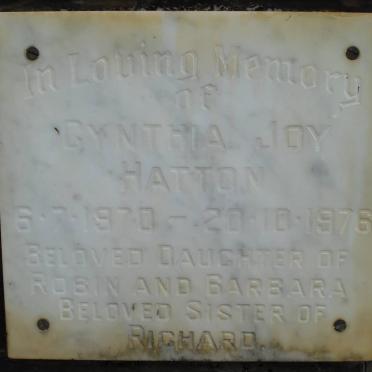 In Loving Memory
of
CYNTHIA JOY
HATTON
6·7·1970 – 20·10·1976
BELOVED DAUGHTER OF
ROBIN AND BARBARA
BELOVED SISTER OF
RICHARD.